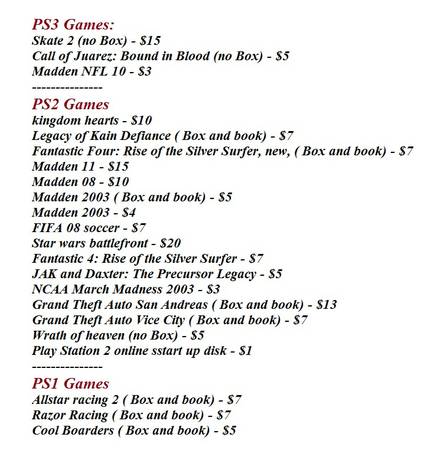 PS3 Games:
Skate 2 (no Box) - $15
Call of Juarez: Bound in Blood (no Box) - $5
Madden NFL 10 - $3
---------------
PS2 Games
kingdom hearts - $10
Legacy of Kain Defiance ( Box and book) - $7
Fantastic Four: Rise of the Silver Surfer, new, ( Box and book) - $7
Madden 11 - $15
Madden 08 - $10
Madden 2003 ( Box and book) - $5
Madden 2003 - $4
FIFA 08 soccer - $7
Star wars battlefront - $20
Fantastic 4: Rise of the Silver Surfer - $7
JAK and Daxter: The Precursor Legacy - $5
NCAA March Madness 2003 - $3
Grand Theft Auto San Andreas ( Box and book) - $13
Grand Theft Auto Vice City ( Box and book) - $7
Wrath of heaven (no Box) - $5
Play Station 2 online sstart up disk - $1
---------------
PS1 Games
Allstar racing 2 ( Box and book) - $7
Razor Racing ( Box and book) - $7
Cool Boarders ( Box and book) - $5